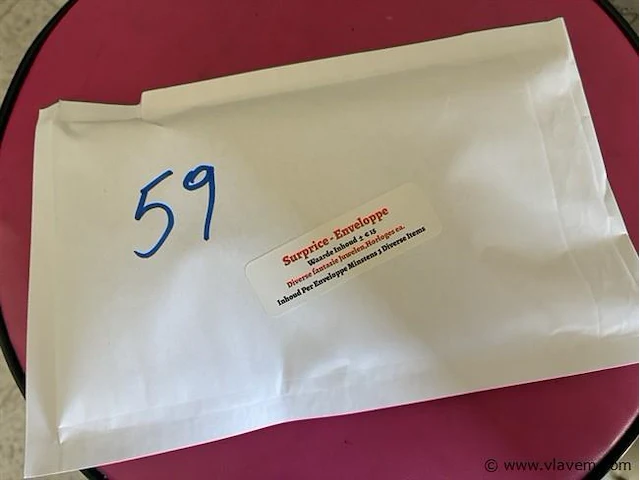 59
Surprice - Enveloppe
Waarde Inhoud ± € 15
Diverse fantasie Juwelen,Horloges ea.
Inhoud Per Enveloppe Minstens 3 Diverse Items
© www.vlavem.com